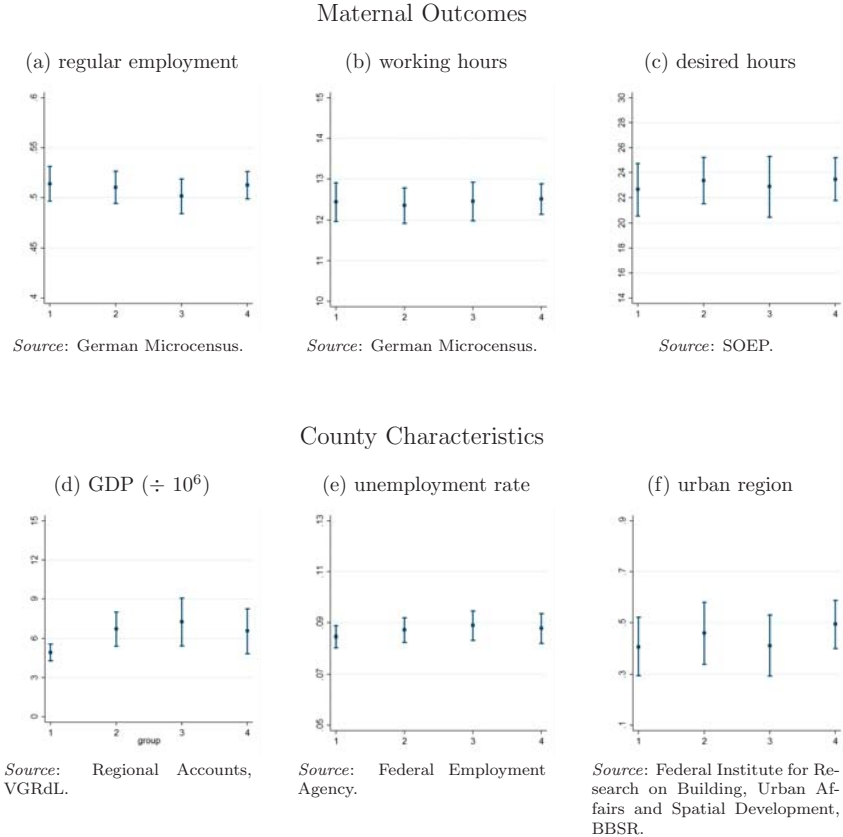 Maternal Outcomes
(a) regular employment
.6
.55
.5
.45
.4
1 2 3 4
Source: German Microcensus.
(b) working hours
15
14
13
12
11
10
1 2 3 4
Source: German Microcensus.
(c) desired hours
30
28
26
24
22
20
18
16
14
1 2 3 4
Source: SOEP.
County Characteristics
(d) GDP (÷ 10⁶)
15
12
9
6
3
0
1 2 3 4
group
Source: Regional Accounts,
VGRdL.
(e) unemployment rate
.13
.11
.09
.07
.05
1 2 3 4
Source: Federal Employment
Agency.
(f) urban region
.9
.7
.5
.3
.1
1 2 3 4
Source: Federal Institute for Re-
search on Building, Urban Af-
fairs and Spatial Development,
BBSR.